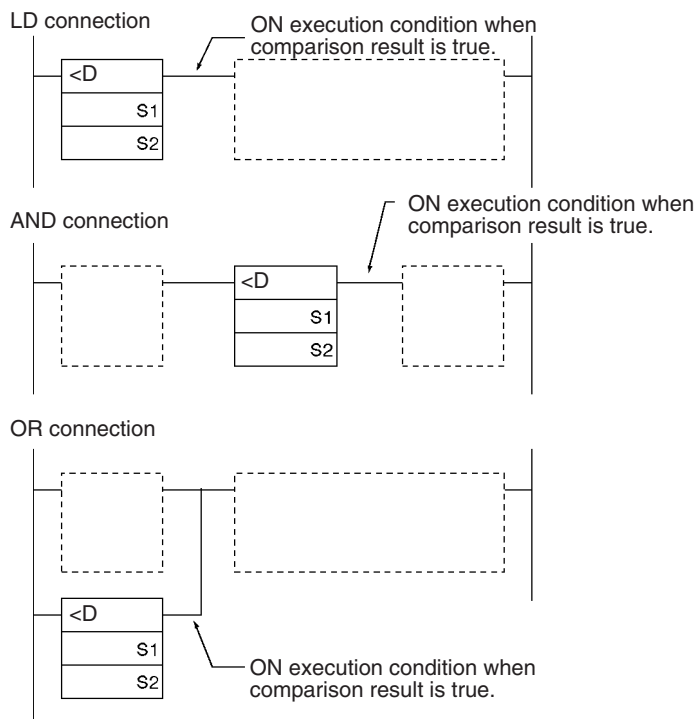 LD connection
ON execution condition when
comparison result is true.
<D
S1
S2
AND connection
ON execution condition when
comparison result is true.
<D
S1
S2
OR connection
<D
S1
S2
ON execution condition when
comparison result is true.